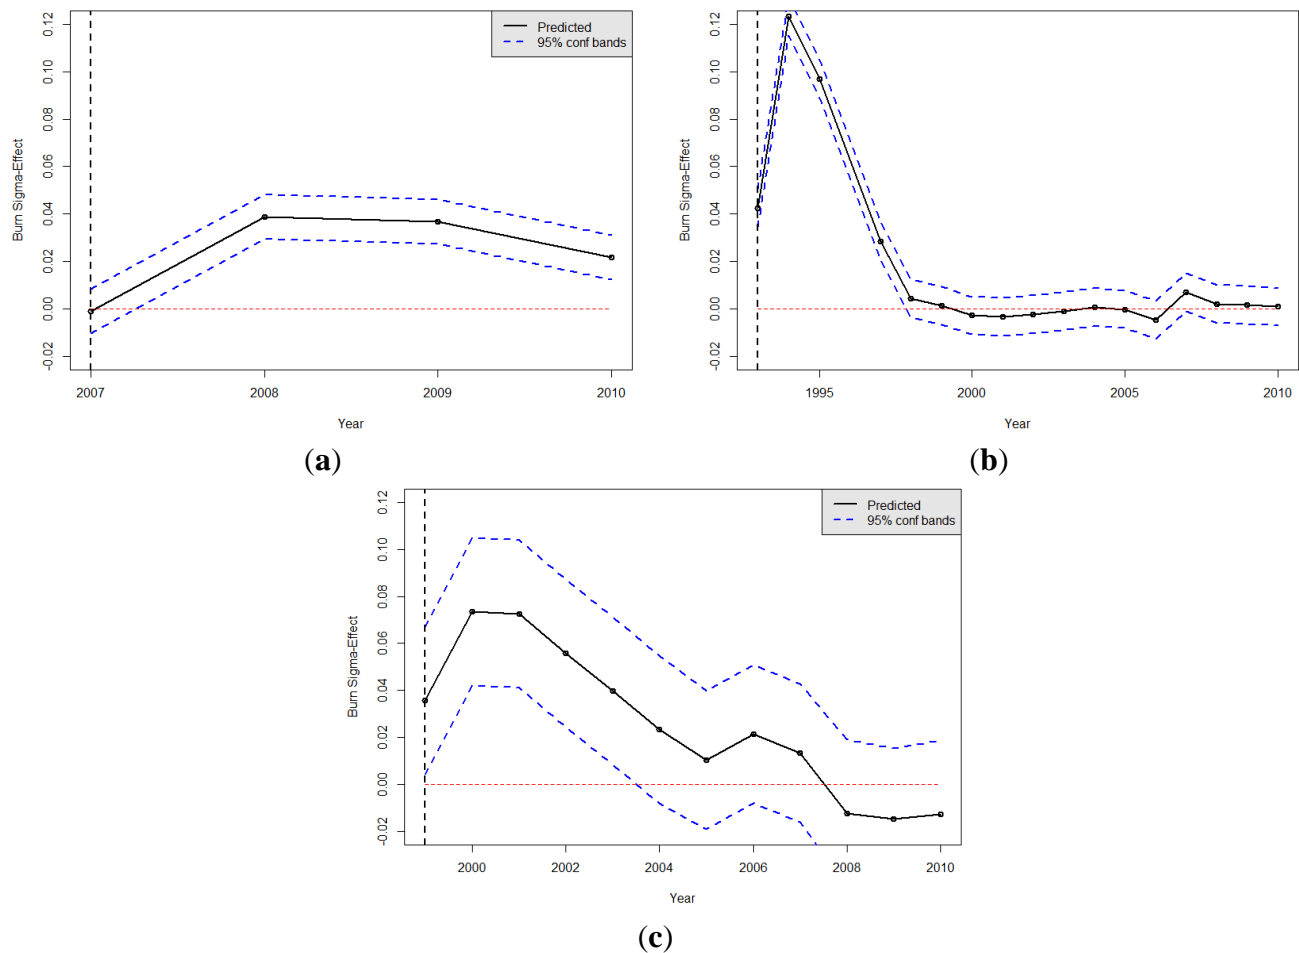 Burn Sigma-Effect
0.12
0.10
0.08
0.06
0.04
0.02
0.00
-0.02
Predicted
95% conf bands
2007
2008
2009
2010
Year
(a)
Burn Sigma-Effect
0.12
0.10
0.08
0.06
0.04
0.02
0.00
-0.02
1995
2000
2005
2010
Year
(b)
Burn Sigma-Effect
0.12
0.10
0.08
0.06
0.04
0.02
0.00
-0.02
Predicted
95% conf bands
2000
2002
2004
2006
2008
2010
Year
(c)